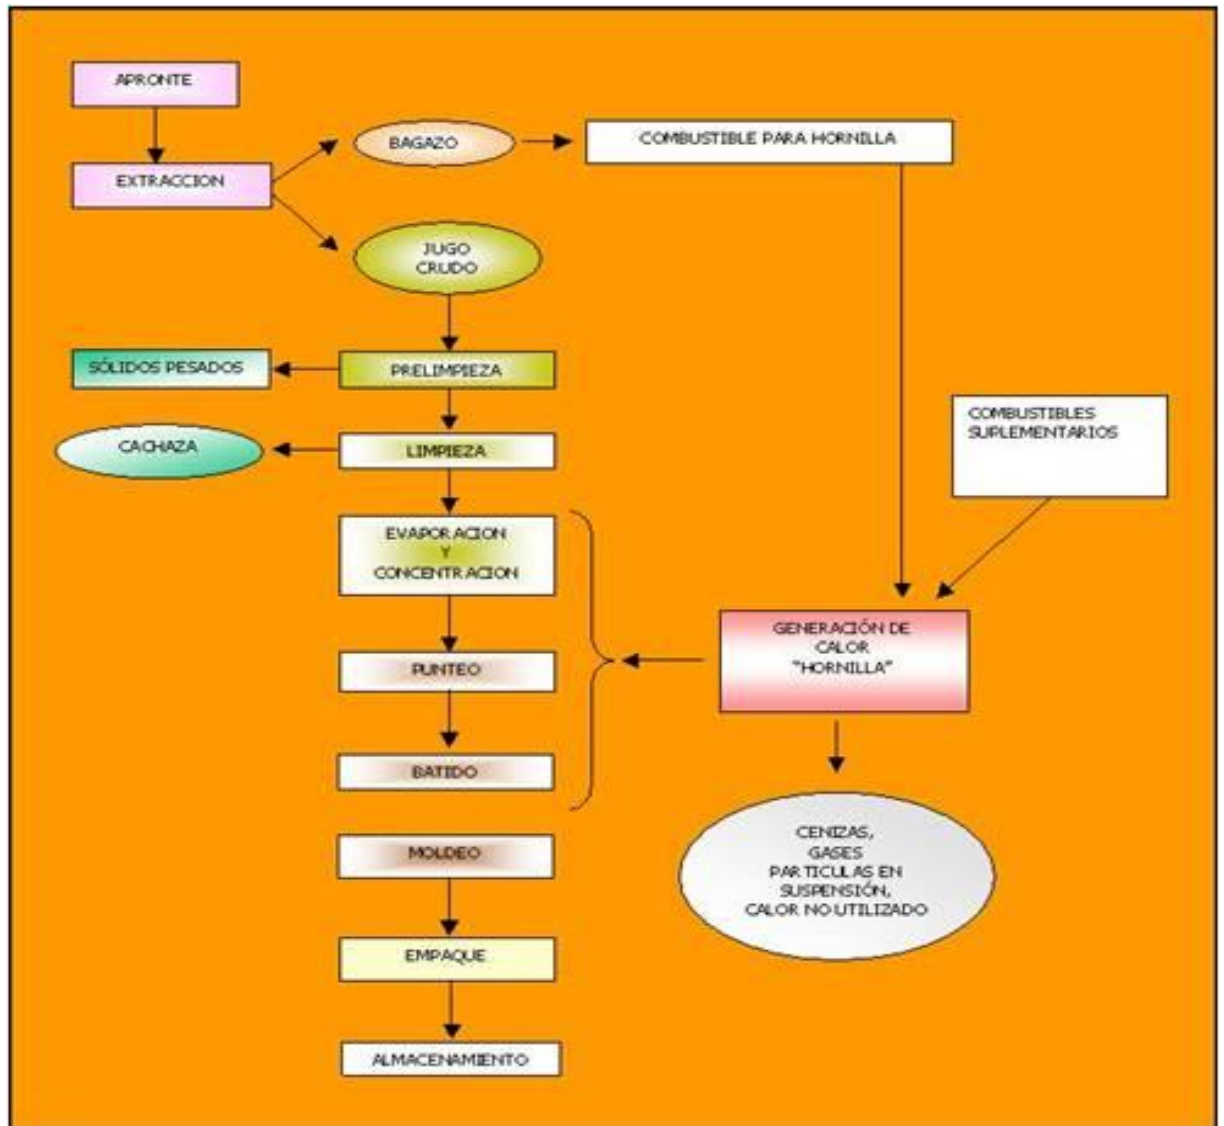 APRONTE
EXTRACCION
BAGAZO
COMBUSTIBLE PARA HORNILLA
JUGO
CRUDO
SÓLIDOS PESADOS
PRELIMPIEZA
CACHAZA
LIMPIEZA
COMBUSTIBLES
SUPLEMENTARIOS
EVAPORACION
Y
CONCENTRACION
PUNTEO
BATIDO
GENERACIÓN DE
CALOR
"HORNILLA"
MOLDEO
EMPAQUE
ALMACENAMIENTO
CENIZAS,
GASES
PARTICULAS EN
SUSPENSIÓN,
CALOR NO UTILIZADO